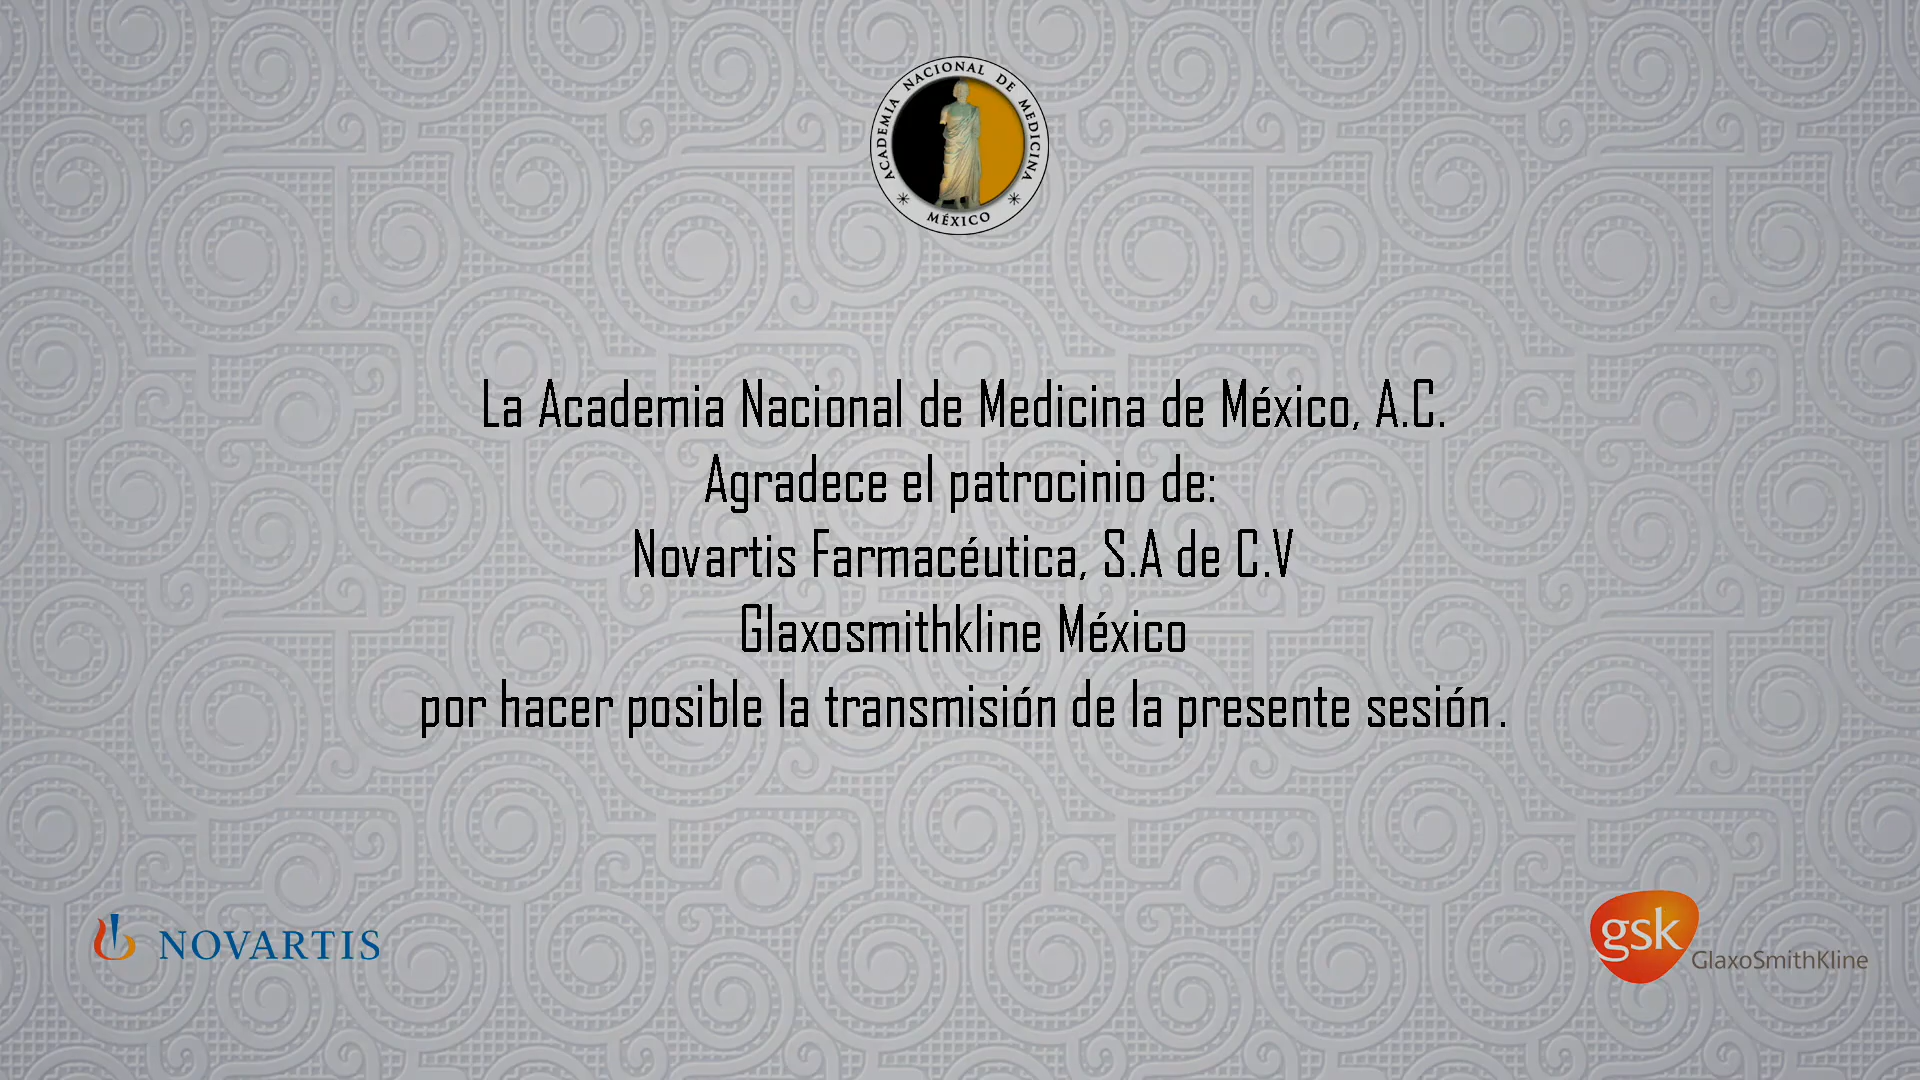 ACADEMIA NACIONAL DE MEDICINA
* MÉXICO *
La Academia Nacional de Medicina de México, A.C.
Agradece el patrocinio de:
Novartis Farmacéutica, S.A de C.V
Glaxosmithkline México
por hacer posible la transmisión de la presente sesión.
NOVARTIS
gsk
GlaxoSmithKline